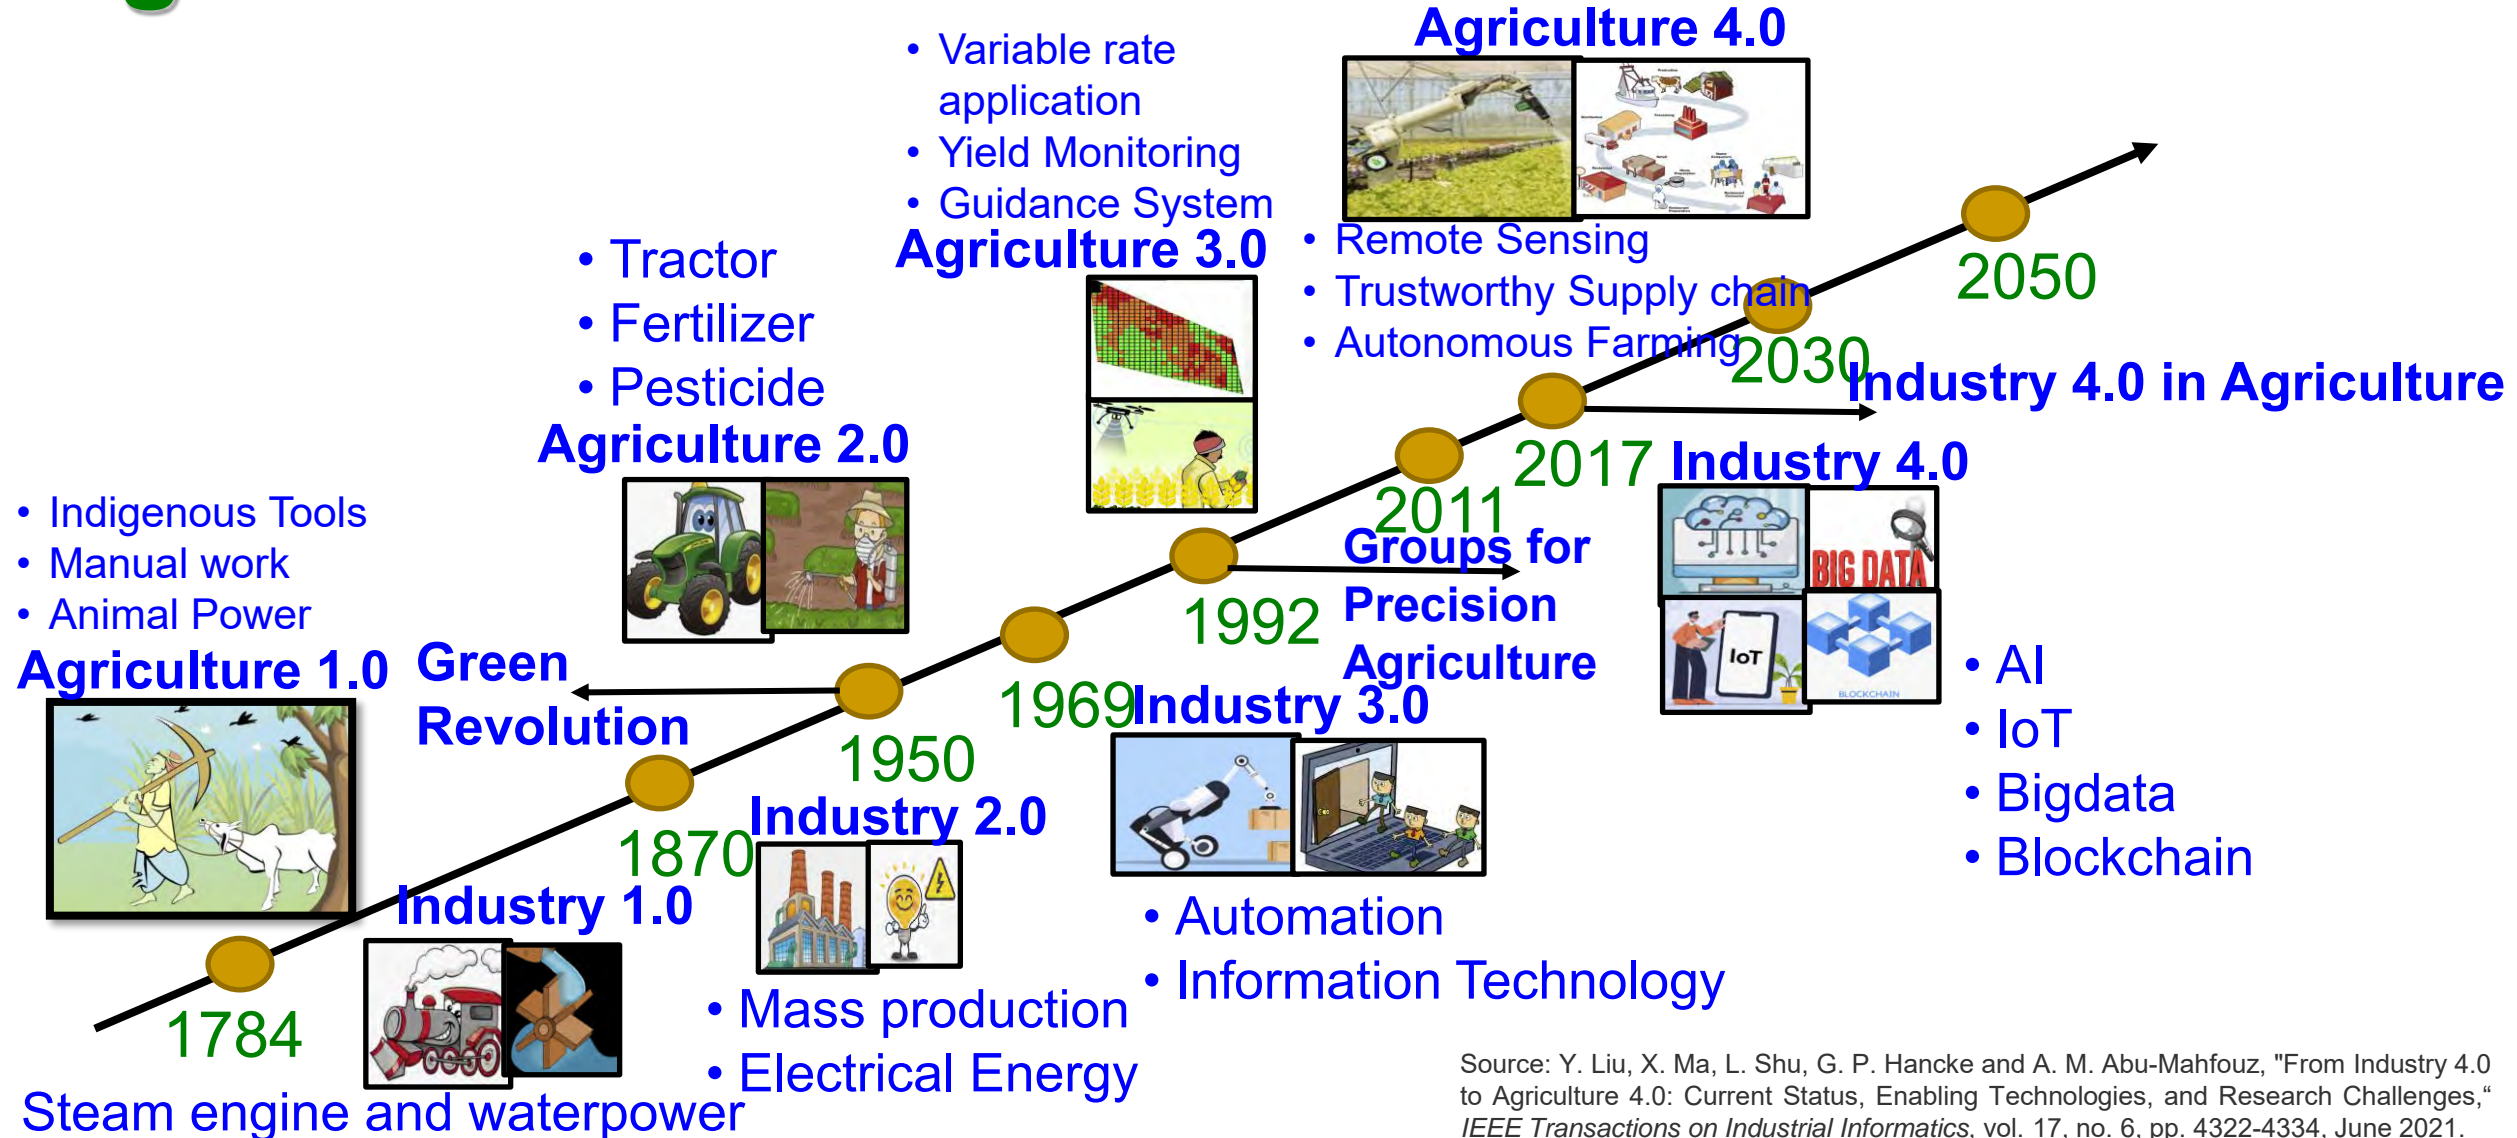 Agriculture 4.0
• Variable rate
application
• Yield Monitoring
• Guidance System
Agriculture 3.0
• Remote Sensing
• Trustworthy Supply chain
• Autonomous Farming
2050
2030
Industry 4.0 in Agriculture
• Tractor
• Fertilizer
• Pesticide
Agriculture 2.0
2017
Industry 4.0
2011
BIG DATA
IoT
BLOCKCHAIN
• AI
• IoT
• Bigdata
• Blockchain
Groups for
Precision
Agriculture
1992
• Indigenous Tools
• Manual work
• Animal Power
Agriculture 1.0
Green
Revolution
1969
Industry 3.0
• Automation
• Information Technology
1950
Industry 2.0
• Mass production
• Electrical Energy
1870
Industry 1.0
1784
Steam engine and waterpower
Source: Y. Liu, X. Ma, L. Shu, G. P. Hancke and A. M. Abu-Mahfouz, "From Industry 4.0
to Agriculture 4.0: Current Status, Enabling Technologies, and Research Challenges,“
IEEE Transactions on Industrial Informatics, vol. 17, no. 6, pp. 4322-4334, June 2021.